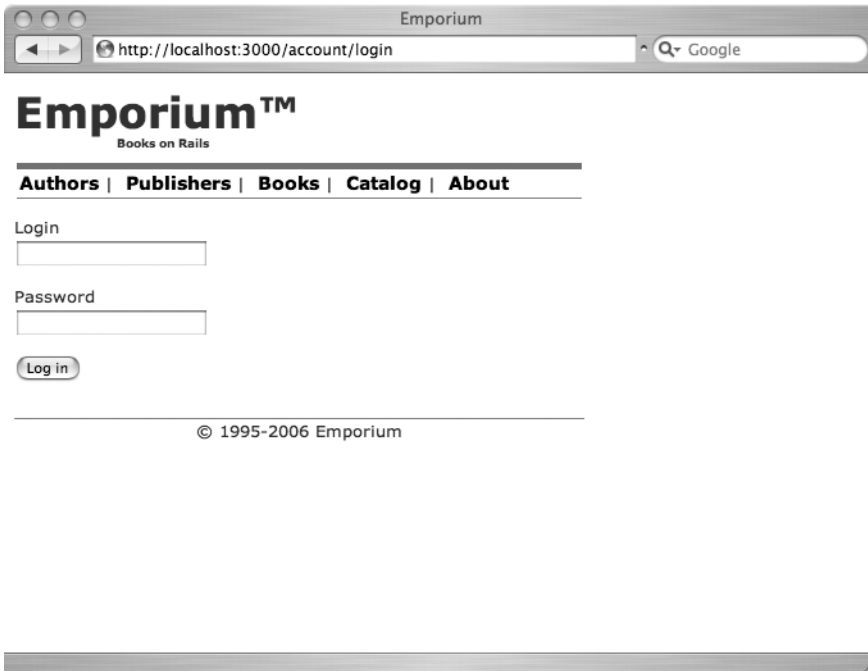 Emporium
http://localhost:3000/account/login
Google
Emporium™
Books on Rails
Authors | Publishers | Books | Catalog | About
Login
Password
Log in
© 1995-2006 Emporium